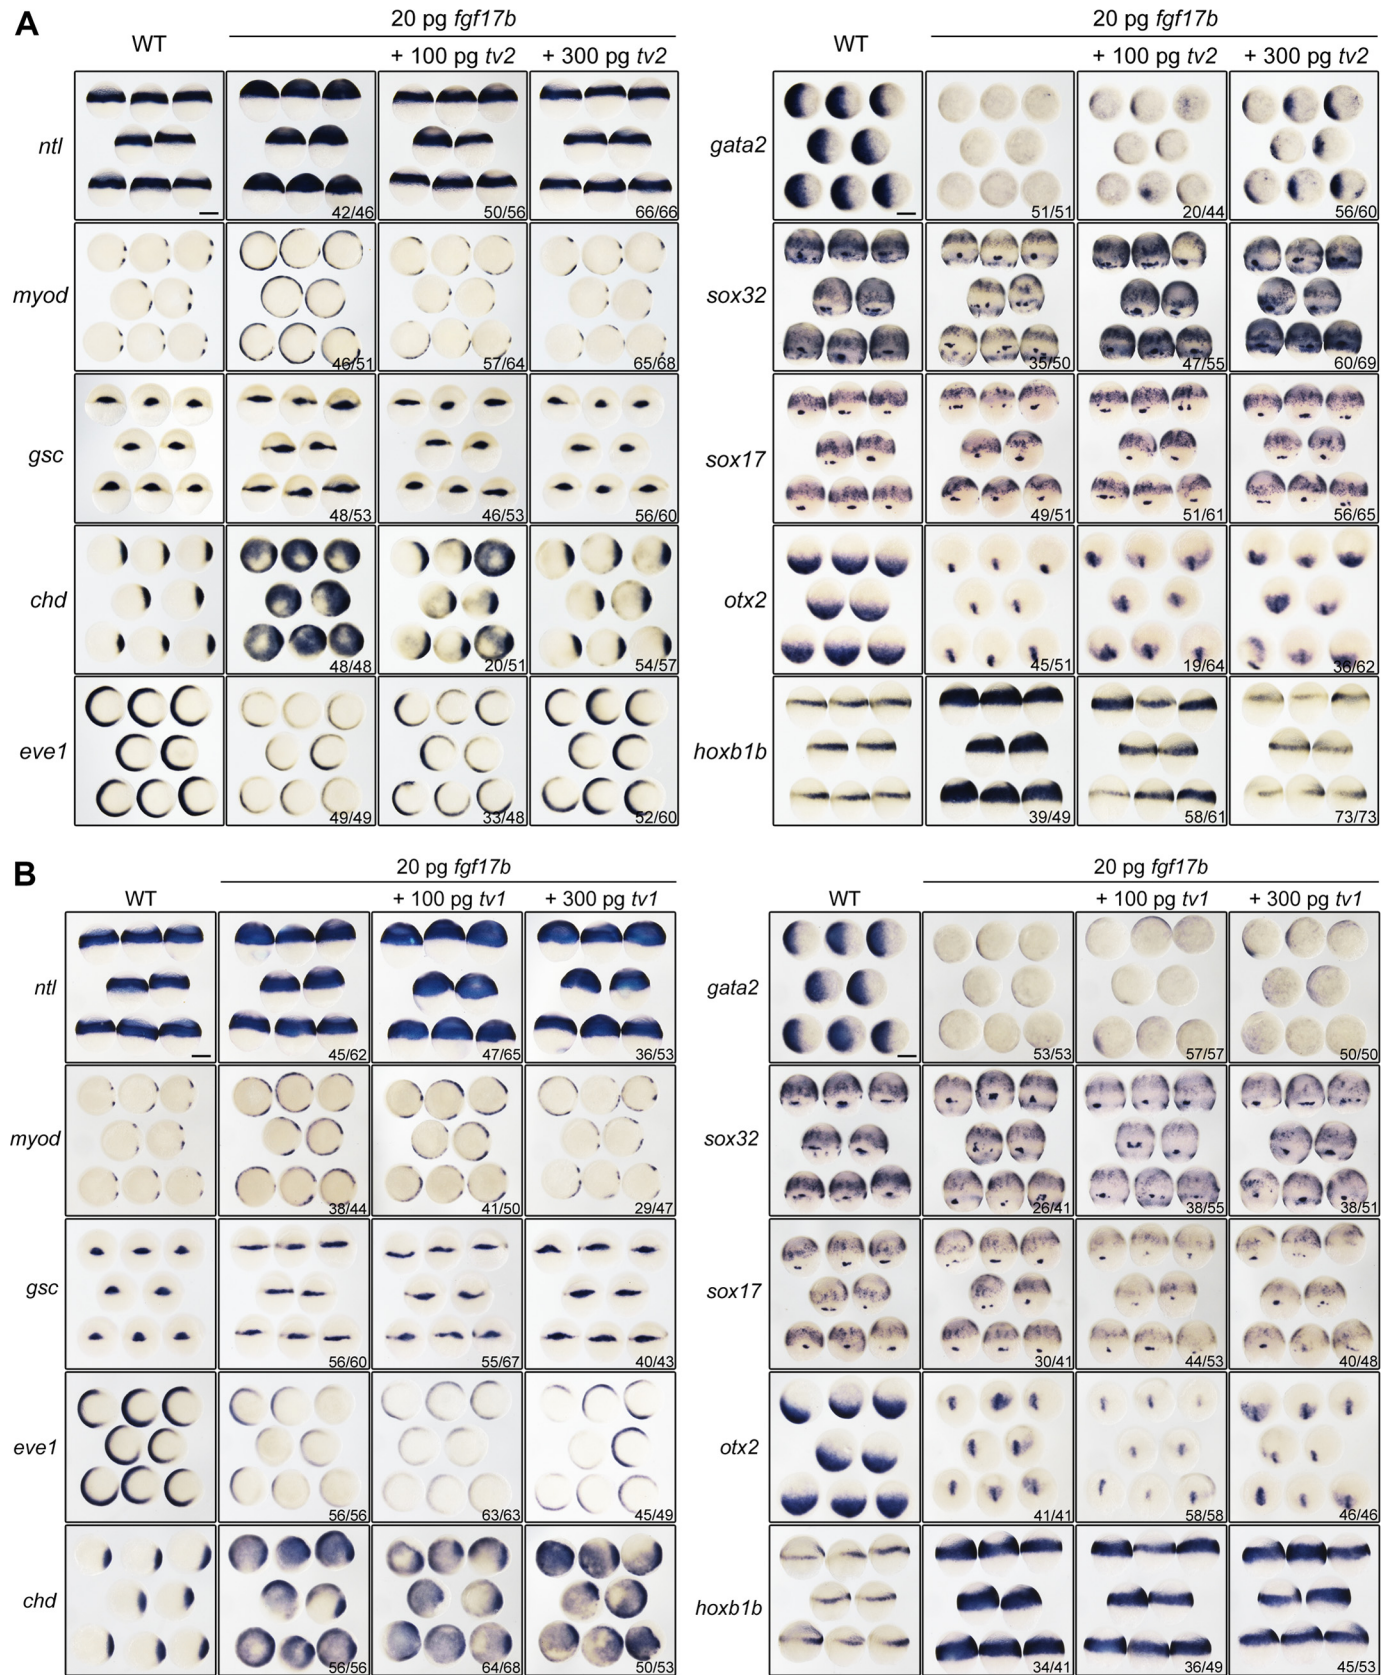 A
WT
20 pg fgf17b
+ 100 pg tv2
+ 300 pg tv2
ntl
42/46
50/56
66/66
myod
46/51
57/64
65/68
gsc
48/53
46/53
56/60
chd
48/48
20/51
54/57
eve1
49/49
33/48
52/60
WT
20 pg fgf17b
+ 100 pg tv2
+ 300 pg tv2
gata2
51/51
20/44
56/60
sox32
35/50
47/55
60/69
sox17
49/51
51/61
56/65
otx2
45/51
19/64
36/62
hoxb1b
39/49
58/61
73/73
B
WT
20 pg fgf17b
+ 100 pg tv1
+ 300 pg tv1
ntl
45/62
47/65
36/53
myod
38/44
41/50
29/47
gsc
56/60
55/67
40/43
eve1
56/56
63/63
45/49
chd
56/56
64/68
50/53
WT
20 pg fgf17b
+ 100 pg tv1
+ 300 pg tv1
gata2
53/53
57/57
50/50
sox32
26/41
38/55
38/51
sox17
30/41
44/53
40/48
otx2
41/41
58/58
46/46
hoxb1b
34/41
36/49
45/53